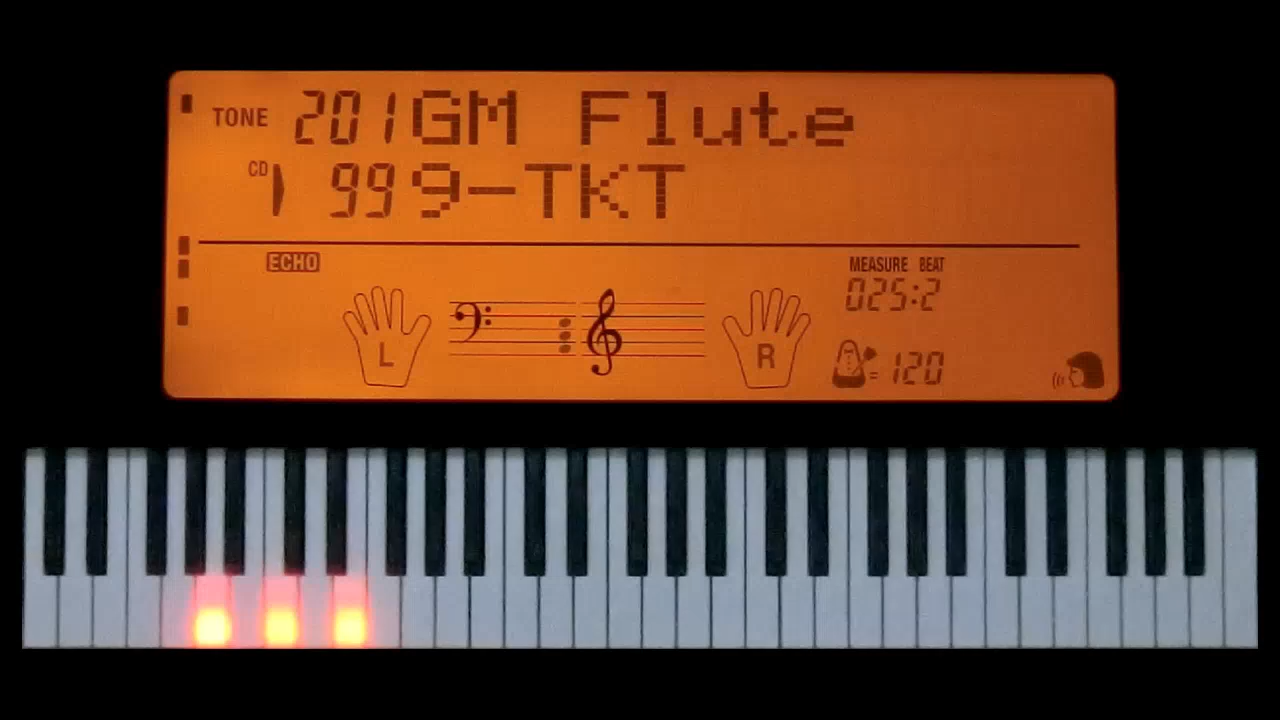 TONE 201GM Flute
CD 999-TKT
ECHO
MEASURE BEAT
025:2
L
R
=120